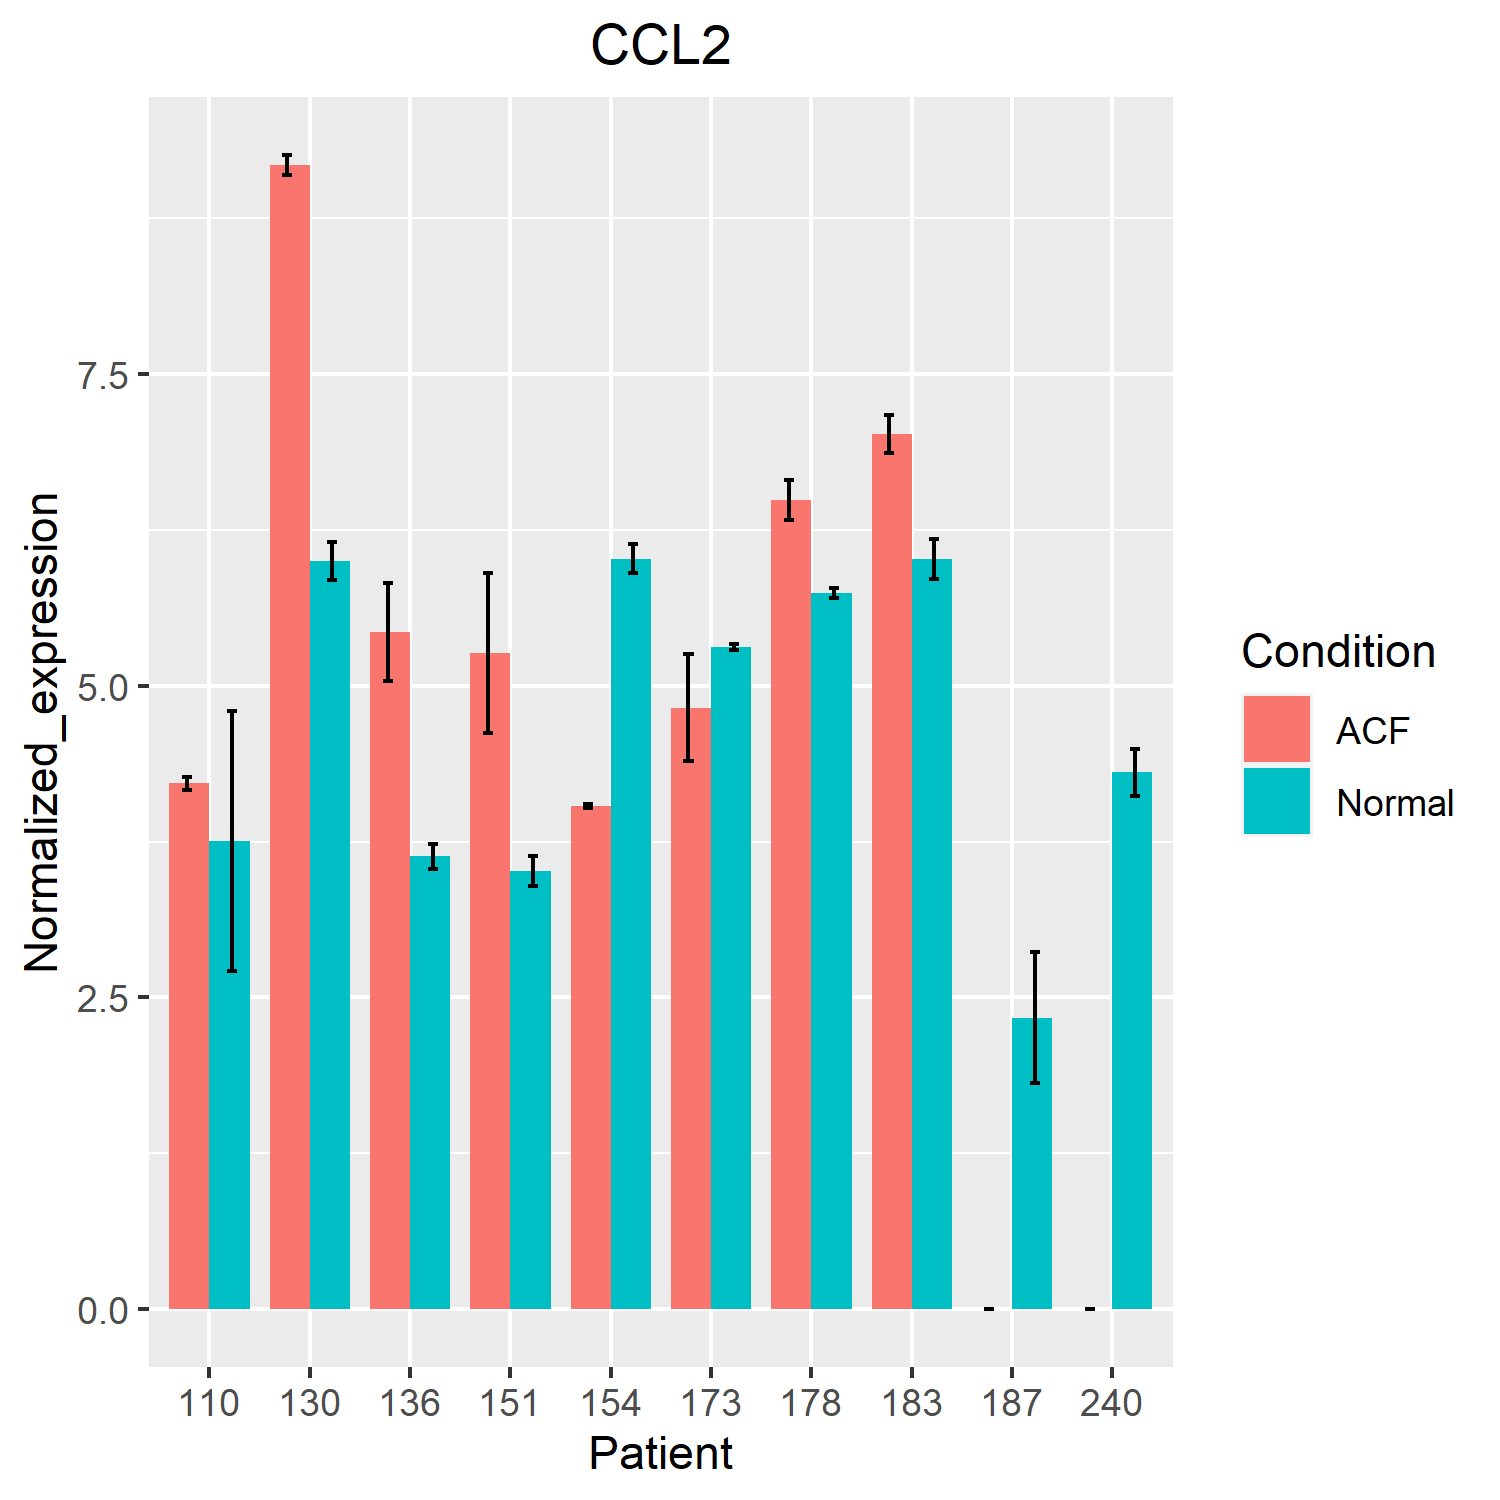 CCL2
Normalized_expression
7.5
5.0
2.5
0.0
110 130 136 151 154 173 178 183 187 240
Patient
Condition
ACF
Normal